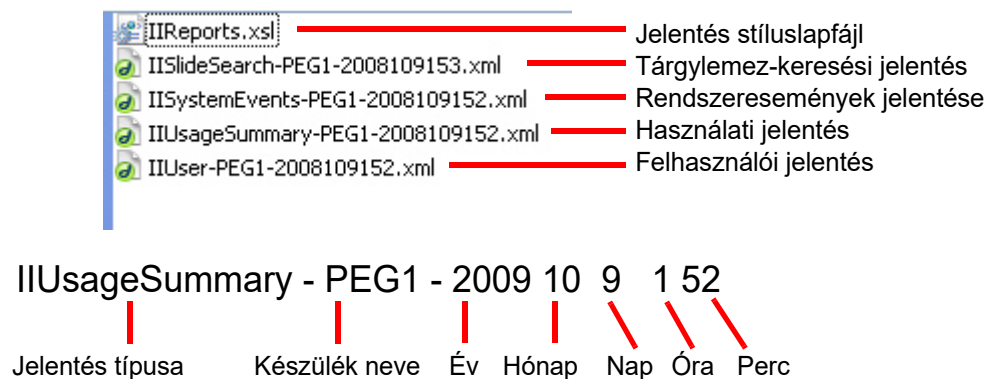 IIReports.xsl Jelentés stíluslapfájl
IISlideSearch-PEG1-2008109153.xml Tárgylemez-keresési jelentés
IISystemEvents-PEG1-2008109152.xml Rendszeresemények jelentése
IIUsageSummary-PEG1-2008109152.xml Használati jelentés
IIUser-PEG1-2008109152.xml Felhasználói jelentés
IIUsageSummary - PEG1 - 2009 10 9 1 52
Jelentés típusa Készülék neve Év Hónap Nap Óra Perc